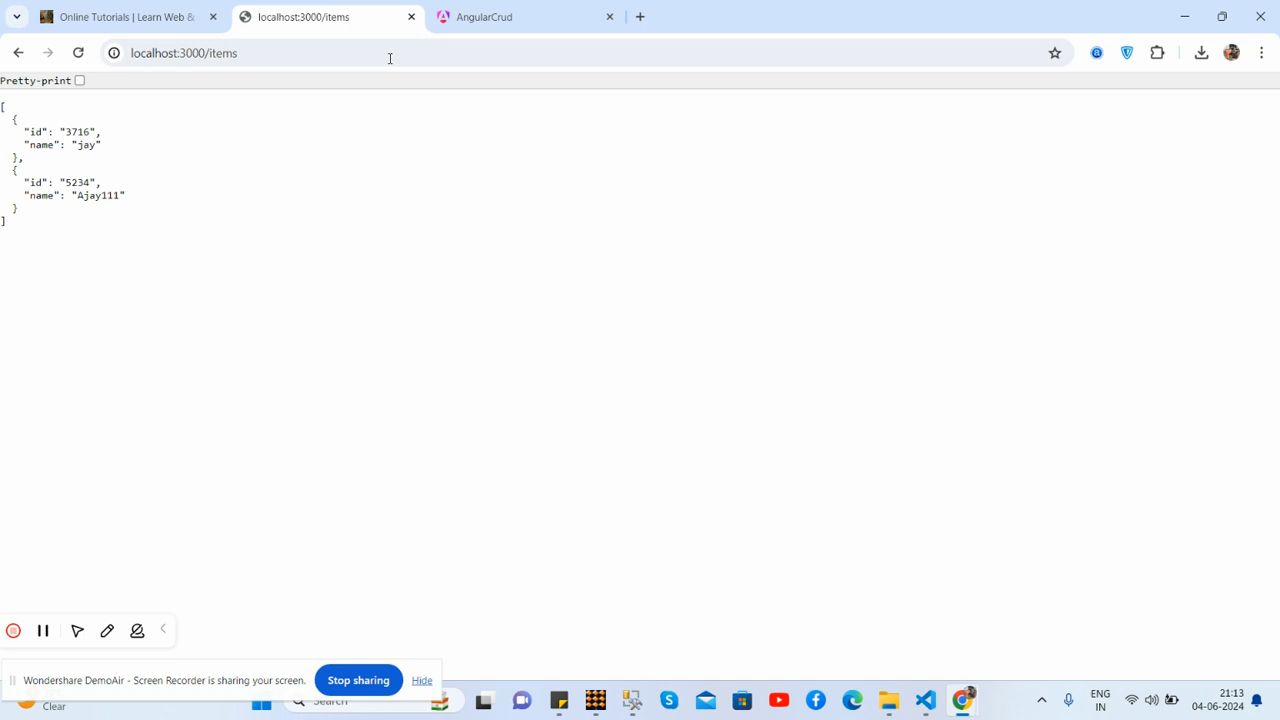 Online Tutorials | Learn Web &
localhost:3000/items
AngularCrud
localhost:3000/items
Pretty-print
[
{
"id": "3716",
"name": "jay"
},
{
"id": "5234",
"name": "Ajay111"
}
]
Wondershare DemoAir - Screen Recorder is sharing your screen.
Stop sharing
Hide
Clear
Search
ENG
IN
21:13
04-06-2024